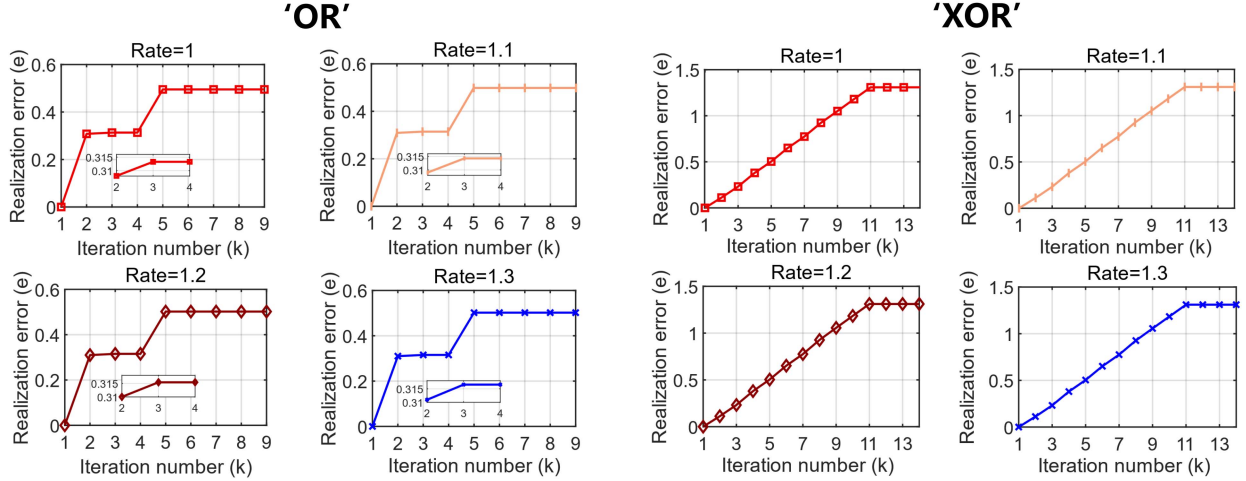 ‘OR’
‘XOR’
Rate=1
Realization error (e)
0.6
0.4
0.2
0
0.315
0.31
2 3 4
1 2 3 4 5 6 7 8 9
Iteration number (k)
Rate=1.1
Realization error (e)
0.6
0.4
0.2
0
0.315
0.31
2 3 4
1 2 3 4 5 6 7 8 9
Iteration number (k)
Rate=1
Realization error (e)
1.5
1
0.5
0
1 3 5 7 9 11 13
Iteration number (k)
Rate=1.1
Realization error (e)
1.5
1
0.5
0
1 3 5 7 9 11 13
Iteration number (k)
Rate=1.2
Realization error (e)
0.6
0.4
0.2
0
0.315
0.31
2 3 4
1 2 3 4 5 6 7 8 9
Iteration number (k)
Rate=1.3
Realization error (e)
0.6
0.4
0.2
0
0.315
0.31
2 3 4
1 2 3 4 5 6 7 8 9
Iteration number (k)
Rate=1.2
Realization error (e)
1.5
1
0.5
0
1 3 5 7 9 11 13
Iteration number (k)
Rate=1.3
Realization error (e)
1.5
1
0.5
0
1 3 5 7 9 11 13
Iteration number (k)